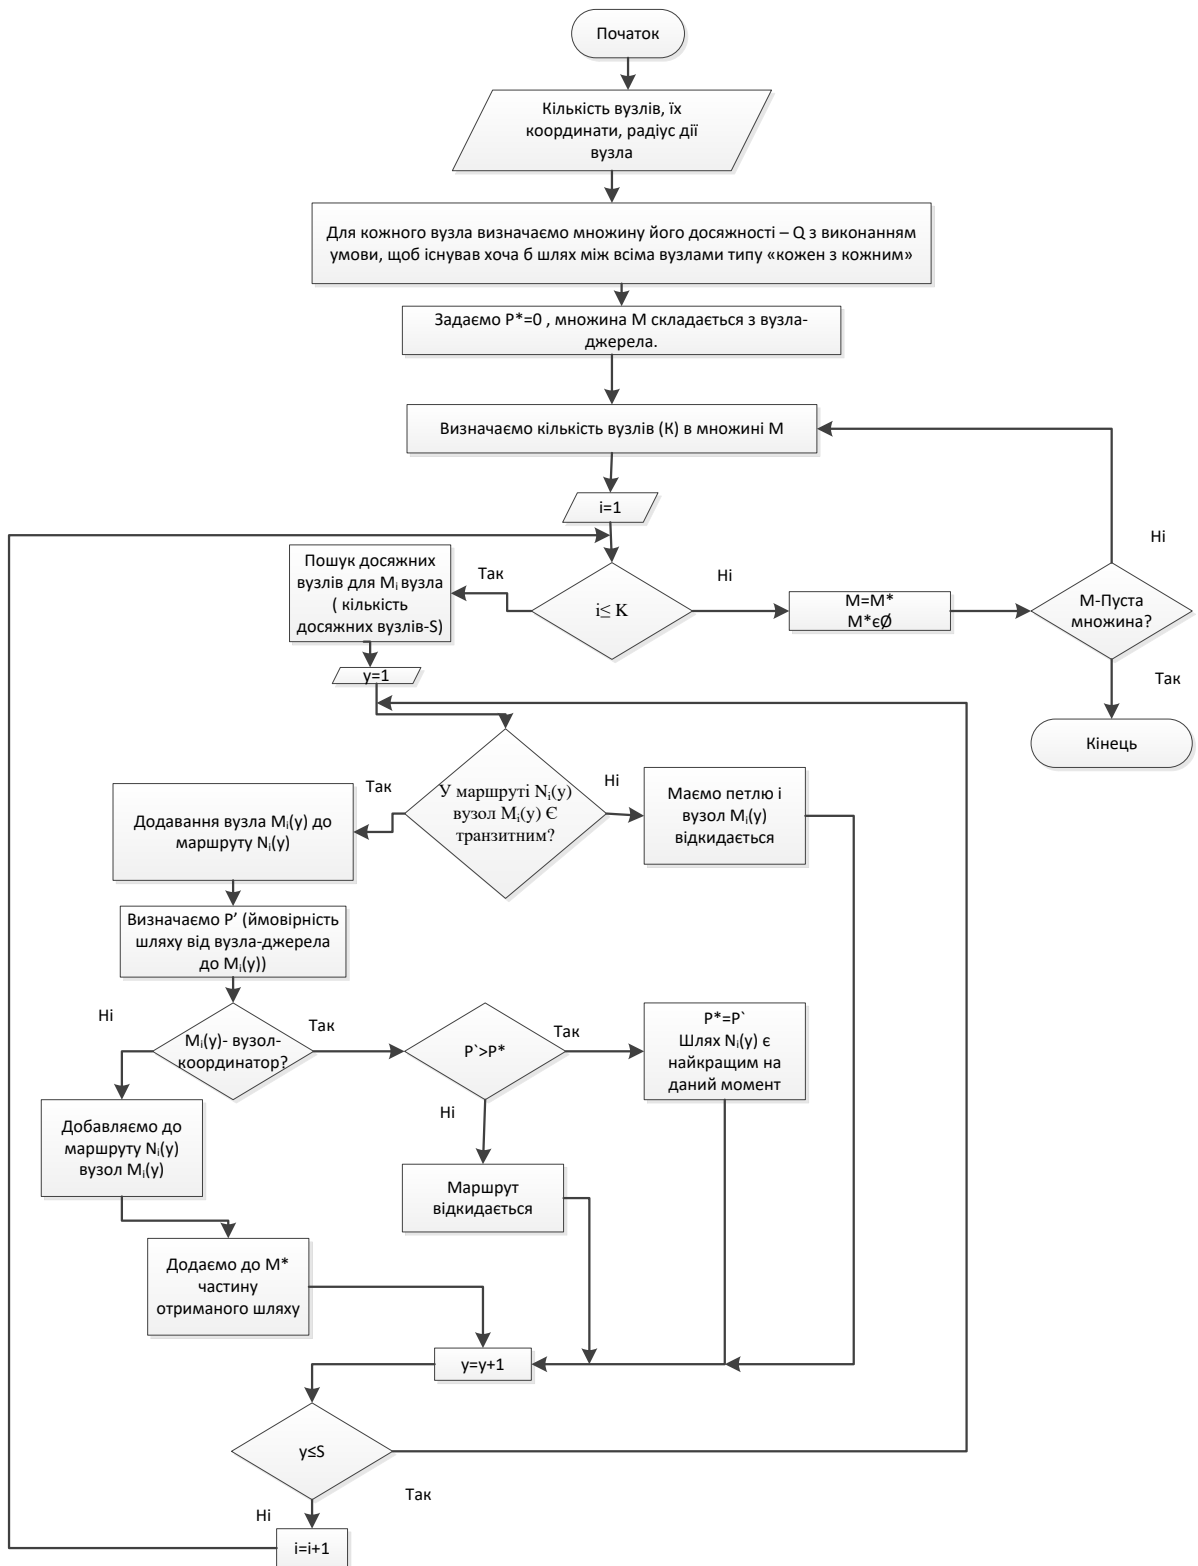 Початок
Кількість вузлів, їх
координати, радіус дії
вузла
Для кожного вузла визначаємо множину його досяжності – Q з виконанням
умови, щоб існував хоча б шлях між всіма вузлами типу «кожен з кожним»
Задаємо P*=0 , множина М складається з вузла-
джерела.
Визначаємо кількість вузлів (К) в множині М
i=1
Ні
Пошук досяжних
вузлів для Mᵢ вузла
( кількість
досяжних вузлів-S)
Так
i≤ K
Ні
M=M*
M*єØ
М-Пуста
множина?
Так
y=1
Кінець
Так
У маршруті Nᵢ(y)
вузол Mᵢ(y) Є
транзитним?
Ні
Маємо петлю і
вузол Mᵢ(y)
відкидається
Додавання вузла Mᵢ(y) до
маршруту Nᵢ(y)
Визначаємо P’ (ймовірність
шляху від вузла-джерела
до Mᵢ(y))
Ні
Mᵢ(y)- вузол-
координатор?
Так
P`>P*
Так
P*=P`
Шлях Nᵢ(y) є
найкращим на
даний момент
Ні
Добавляємо до
маршруту Nᵢ(y)
вузол Mᵢ(y)
Маршрут
відкидається
Додаємо до M*
частину
отриманого шляху
y=y+1
y≤S
Так
Ні
i=i+1